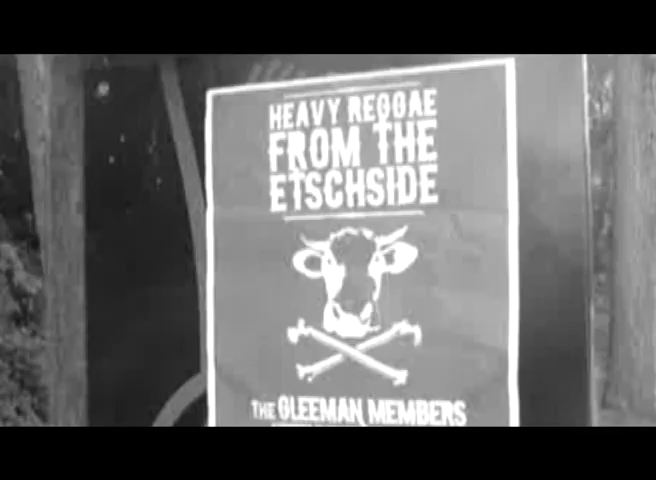 HEAVY REGGAE
FROM THE
ETSCHSIDE
THE GLEEMAN MEMBERS